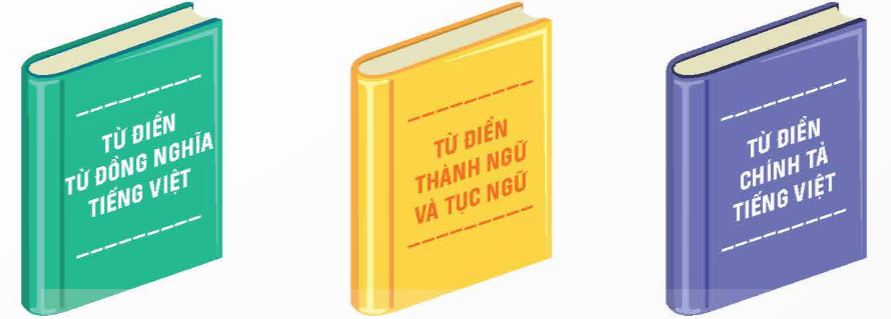 TỪ ĐIỂN
TỪ ĐỒNG NGHĨA
TIẾNG VIỆT
TỪ ĐIỂN
THÀNH NGỮ
VÀ TỤC NGỮ
TỪ ĐIỂN
CHÍNH TẢ
TIẾNG VIỆT